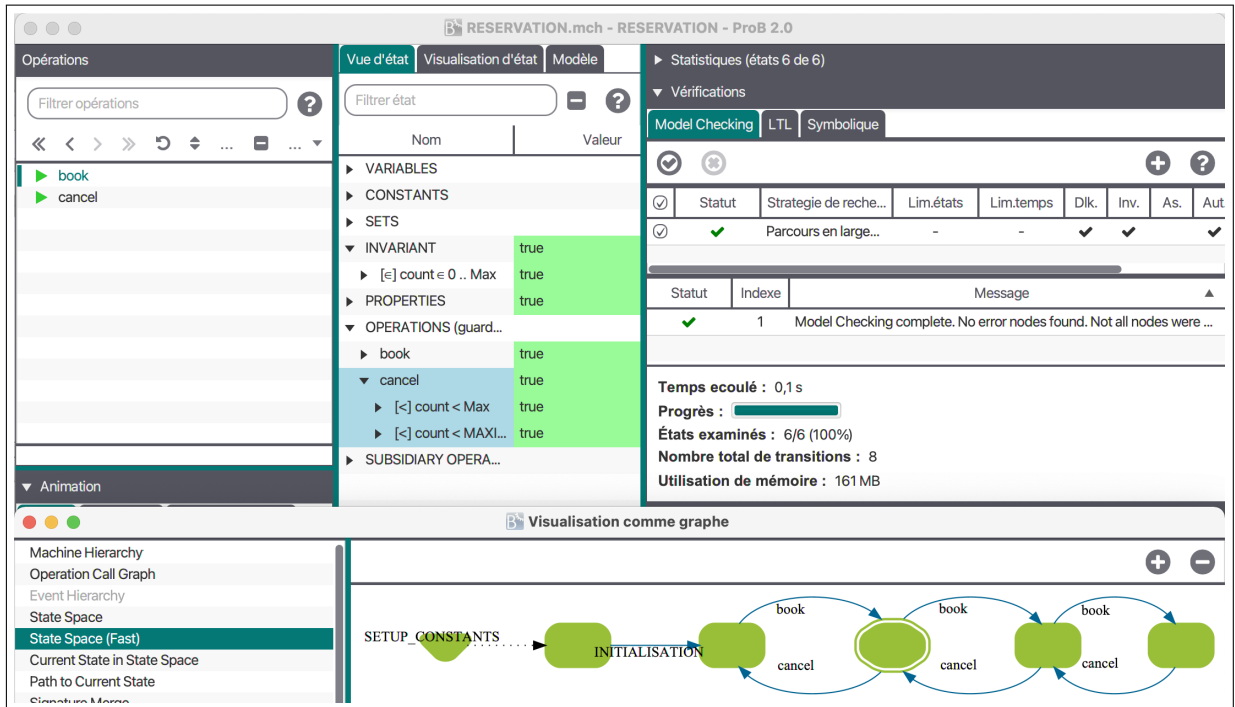 RESERVATION.mch - RESERVATION - ProB 2.0
Opérations
Filtrer opérations
?
... ...
book
cancel
Animation
Vue d'état Visualisation d'état Modèle
Filtrer état
?
Nom Valeur
VARIABLES
CONSTANTS
SETS
INVARIANT true
[∈] count ∈ 0 .. Max true
PROPERTIES true
OPERATIONS (guard...
book true
cancel true
[<] count < Max true
[<] count < MAXI... true
SUBSIDIARY OPERA...
Statistiques (états 6 de 6)
Vérifications
Model Checking LTL Symbolique
?
Statut Strategie de reche... Lim.états Lim.temps Dlk. Inv. As. Aut
Parcours en large... - -
Statut Indexe Message
1 Model Checking complete. No error nodes found. Not all nodes were ...
Temps ecoulé : 0,1 s
Progrès :
États examinés : 6/6 (100%)
Nombre total de transitions : 8
Utilisation de mémoire : 161 MB
Visualisation comme graphe
Machine Hierarchy
Operation Call Graph
Event Hierarchy
State Space
State Space (Fast)
Current State in State Space
Path to Current State
Signature Merge
book book book
SETUP_CONSTANTS
INITIALISATION
cancel cancel cancel